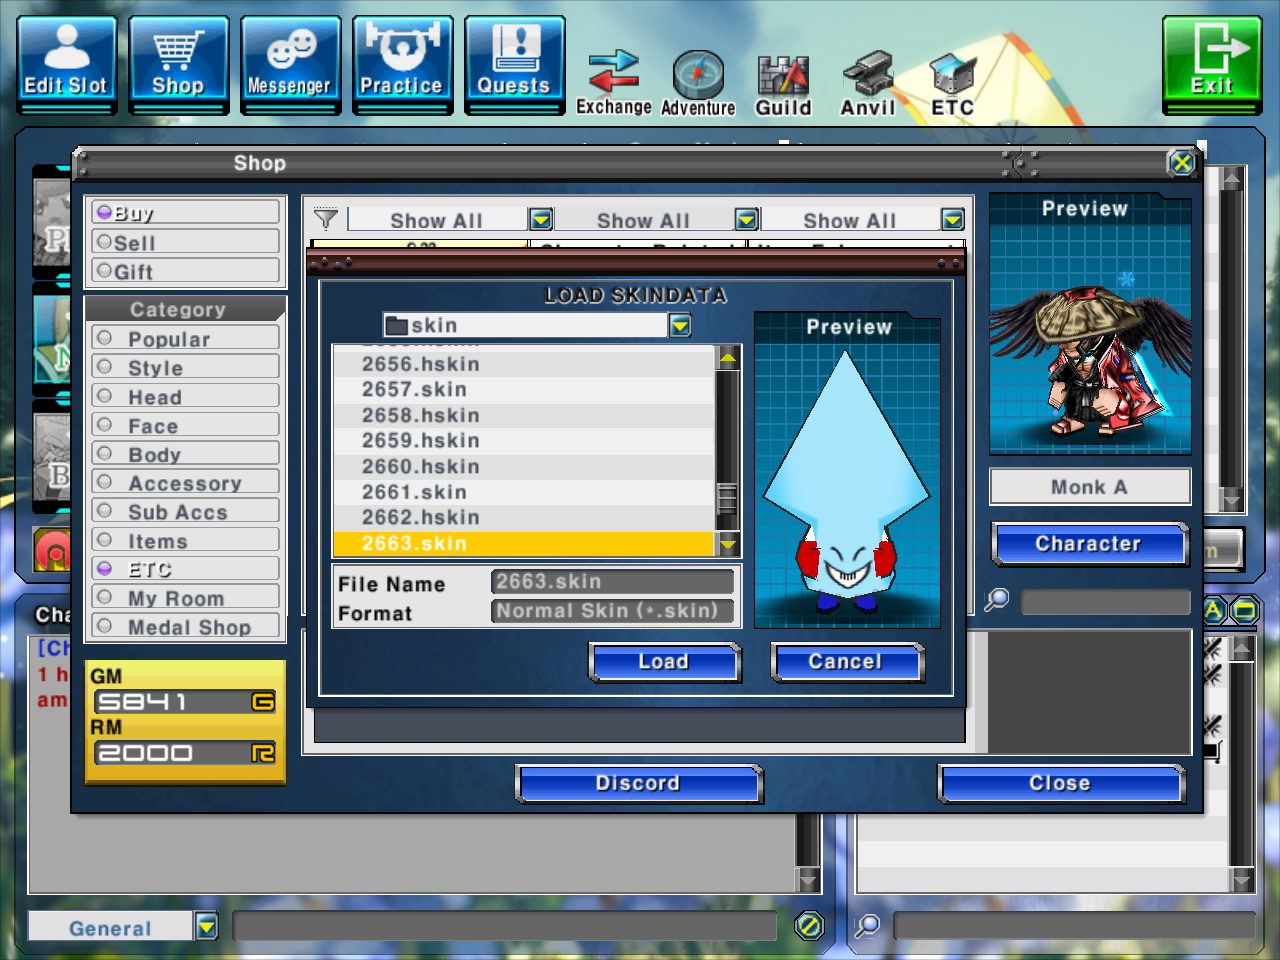 Edit Slot
Shop
Messenger
Practice
Quests
Exchange
Adventure
Guild
Anvil
ETC
Exit
Shop
Buy
Sell
Gift
Category
Popular
Style
Head
Face
Body
Accessory
Sub Accs
Items
ETC
My Room
Medal Shop
GM
5841 G
RM
2000 R
Show All
Show All
Show All
LOAD SKINDATA
skin
2656.hskin
2657.skin
2658.hskin
2659.hskin
2660.hskin
2661.skin
2662.hskin
2663.skin
File Name
2663.skin
Format
Normal Skin (*.skin)
Preview
Load
Cancel
Preview
Monk A
Character
Discord
Close
Cha
[Ch
1 h
am
General